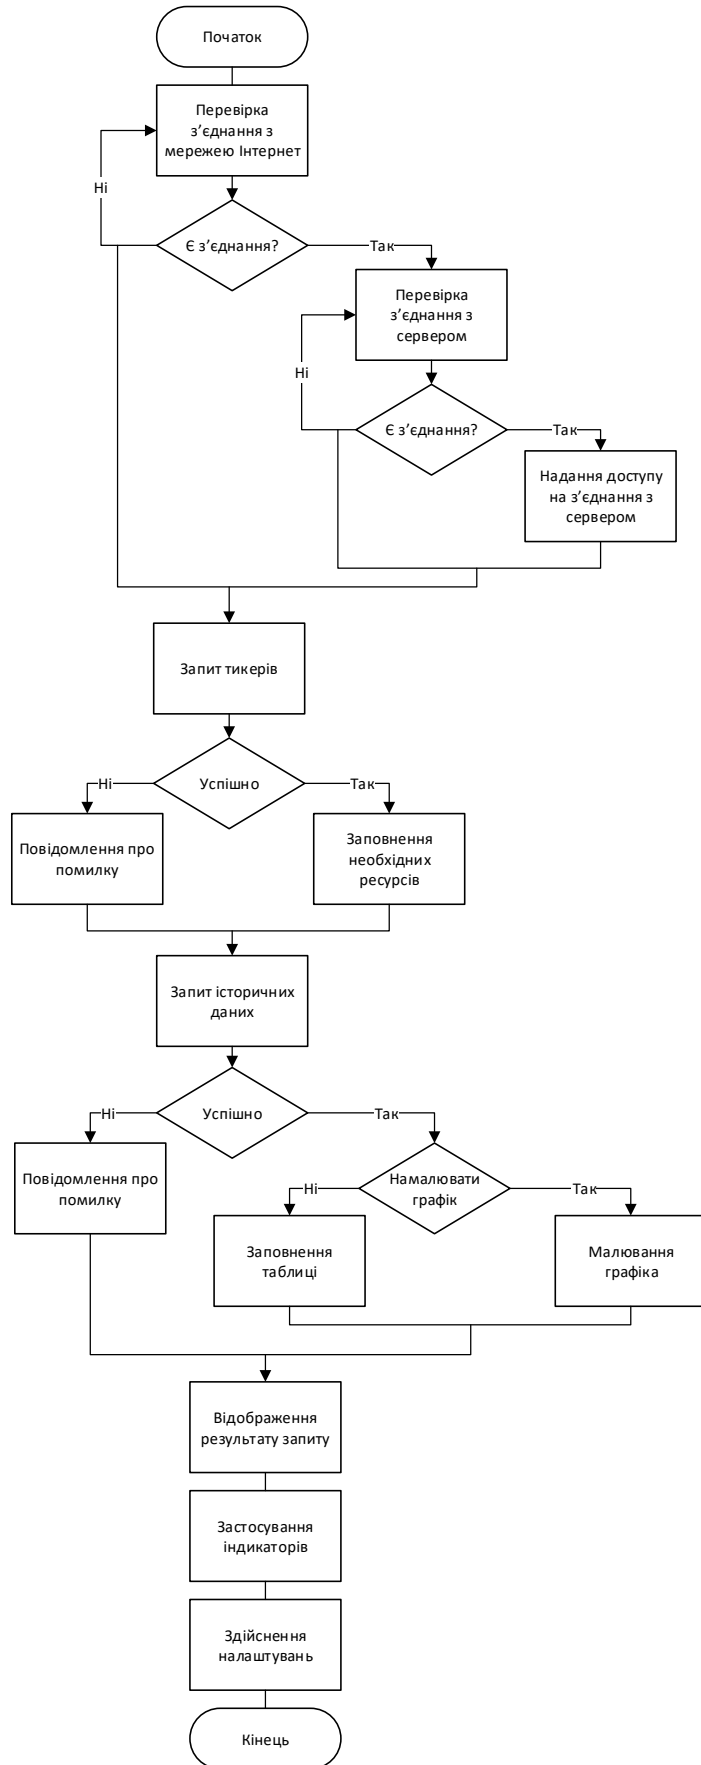 Початок
Перевірка
з’єднання з
мережею Інтернет
Ні
Є з’єднання?
Так
Перевірка
з’єднання з
сервером
Ні
Є з’єднання?
Так
Надання доступу
на з’єднання з
сервером
Запит тикерів
Ні
Успішно
Так
Повідомлення про
помилку
Заповнення
необхідних
ресурсів
Запит історичних
даних
Ні
Успішно
Так
Повідомлення про
помилку
Намалювати
графік
Ні
Так
Заповнення
таблиці
Малювання
графіка
Відображення
результату запиту
Застосування
індикаторів
Здійснення
налаштувань
Кінець